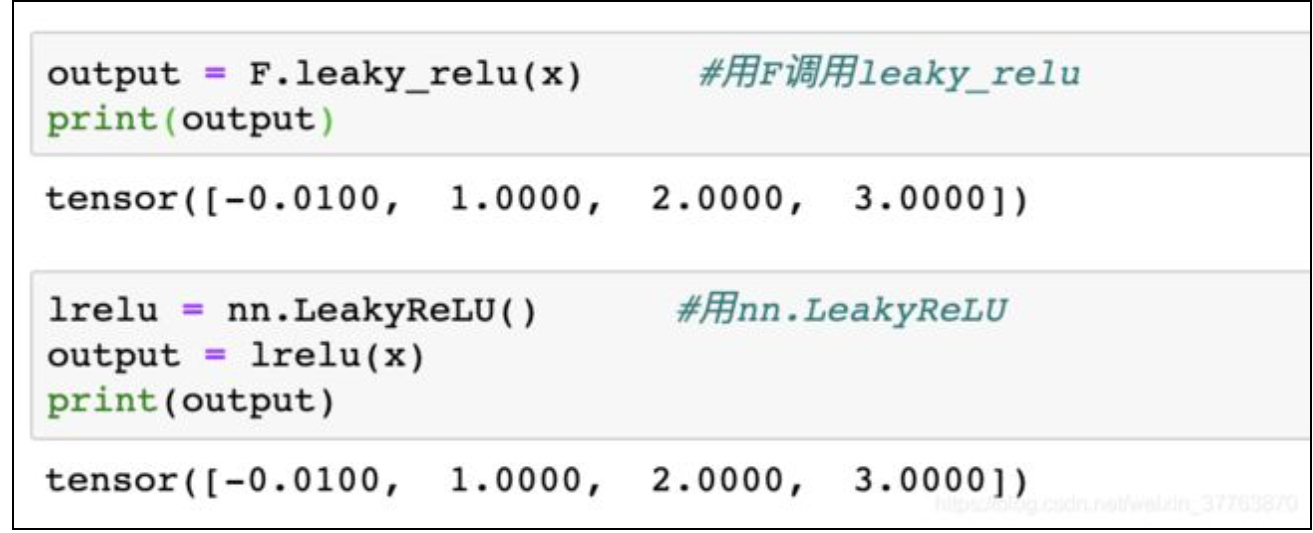 output = F.leaky_relu(x) #用F调用leaky_relu
print(output)
tensor([-0.0100, 1.0000, 2.0000, 3.0000])
lrelu = nn.LeakyReLU() #用nn.LeakyReLU
output = lrelu(x)
print(output)
tensor([-0.0100, 1.0000, 2.0000, 3.0000])
https://blog.csdn.net/weixin_37763870